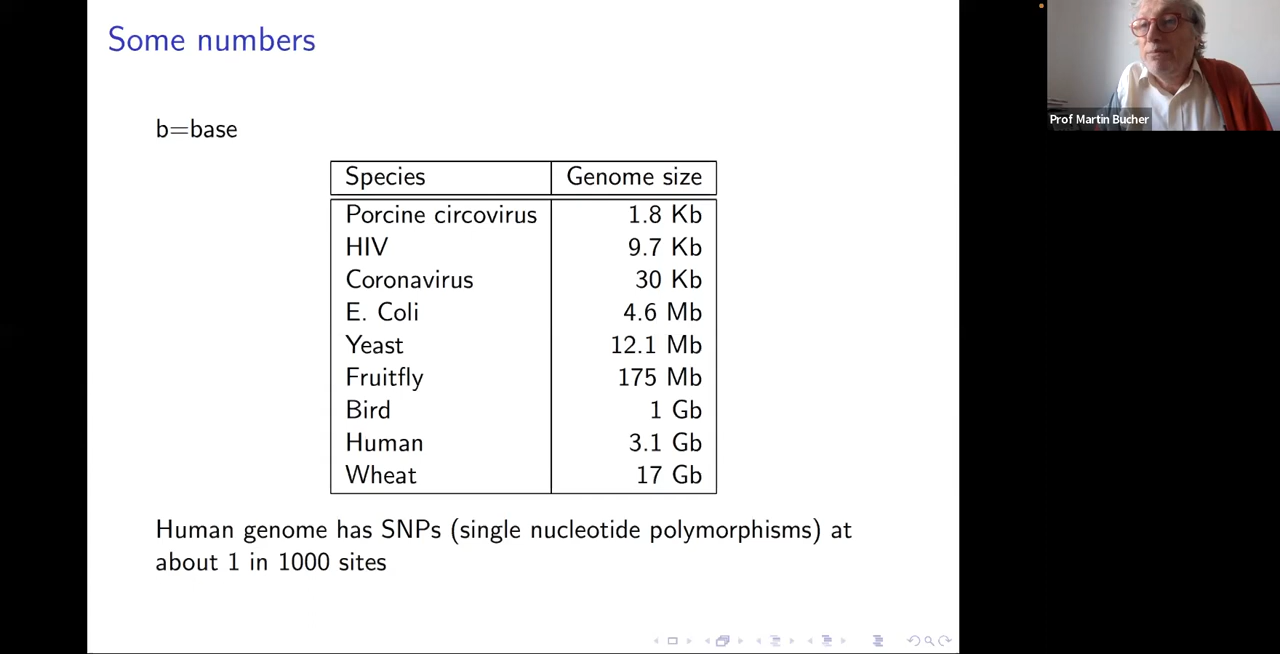 Some numbers
b=base
Species Genome size
Porcine circovirus 1.8 Kb
HIV 9.7 Kb
Coronavirus 30 Kb
E. Coli 4.6 Mb
Yeast 12.1 Mb
Fruitfly 175 Mb
Bird 1 Gb
Human 3.1 Gb
Wheat 17 Gb
Human genome has SNPs (single nucleotide polymorphisms) at
about 1 in 1000 sites
Prof Martin Bucher